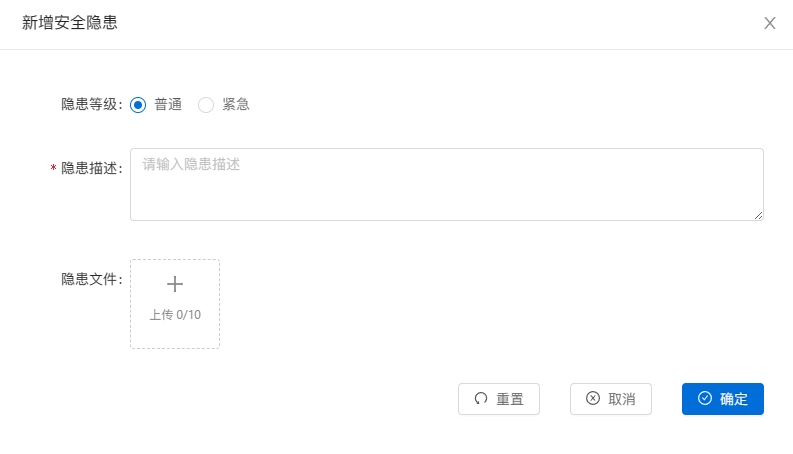 新增安全隐患
隐患等级: 普通 紧急
* 隐患描述: 请输入隐患描述
隐患文件:
上传 0/10
重置 取消 确定